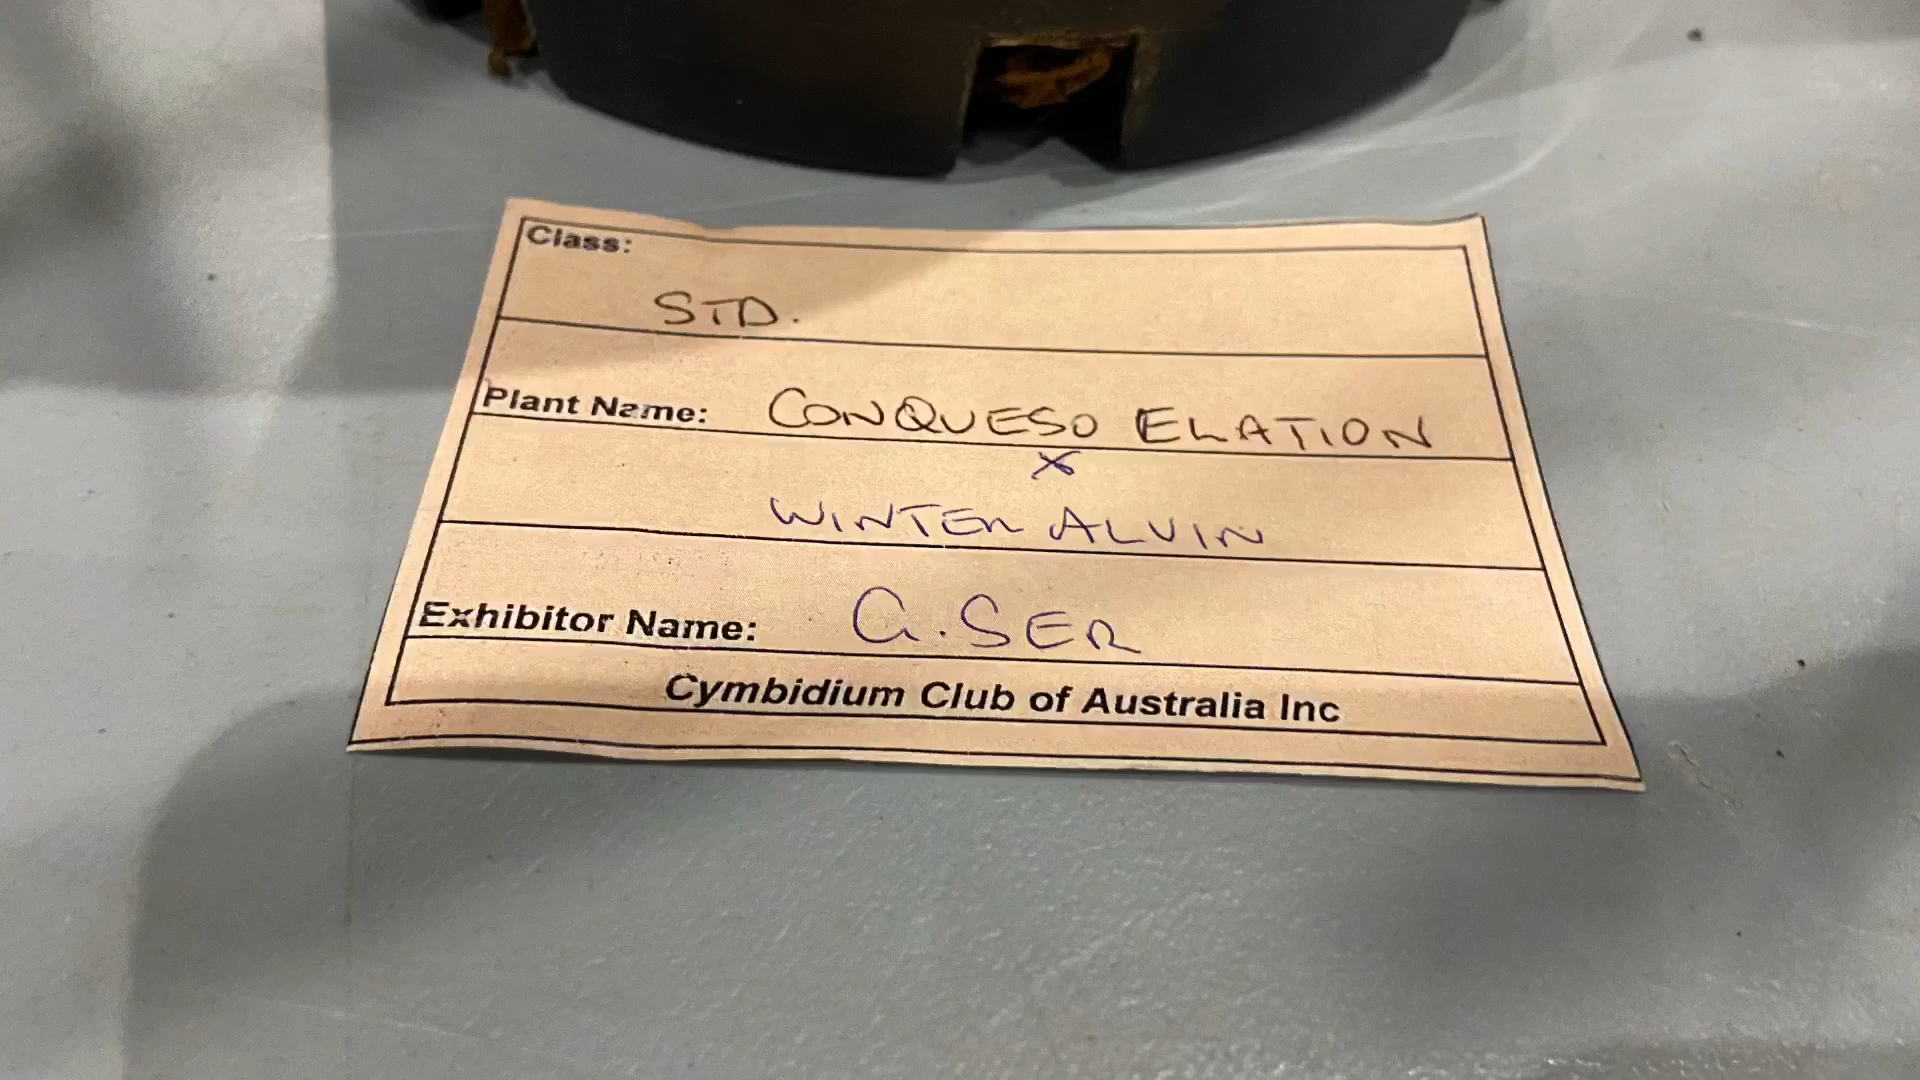 Class:
STD.
Plant Name: CONQUESO ELATION
x
WINTER ALVIN
Exhibitor Name: G.SER
Cymbidium Club of Australia Inc